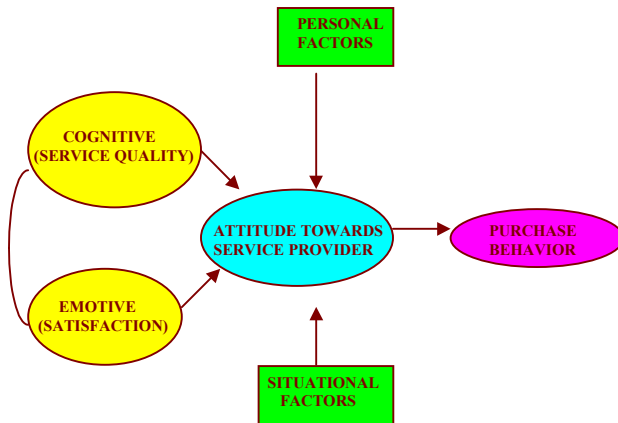 PERSONAL
FACTORS
COGNITIVE
(SERVICE QUALITY)
ATTITUDE TOWARDS
SERVICE PROVIDER
PURCHASE
BEHAVIOR
EMOTIVE
(SATISFACTION)
SITUATIONAL
FACTORS